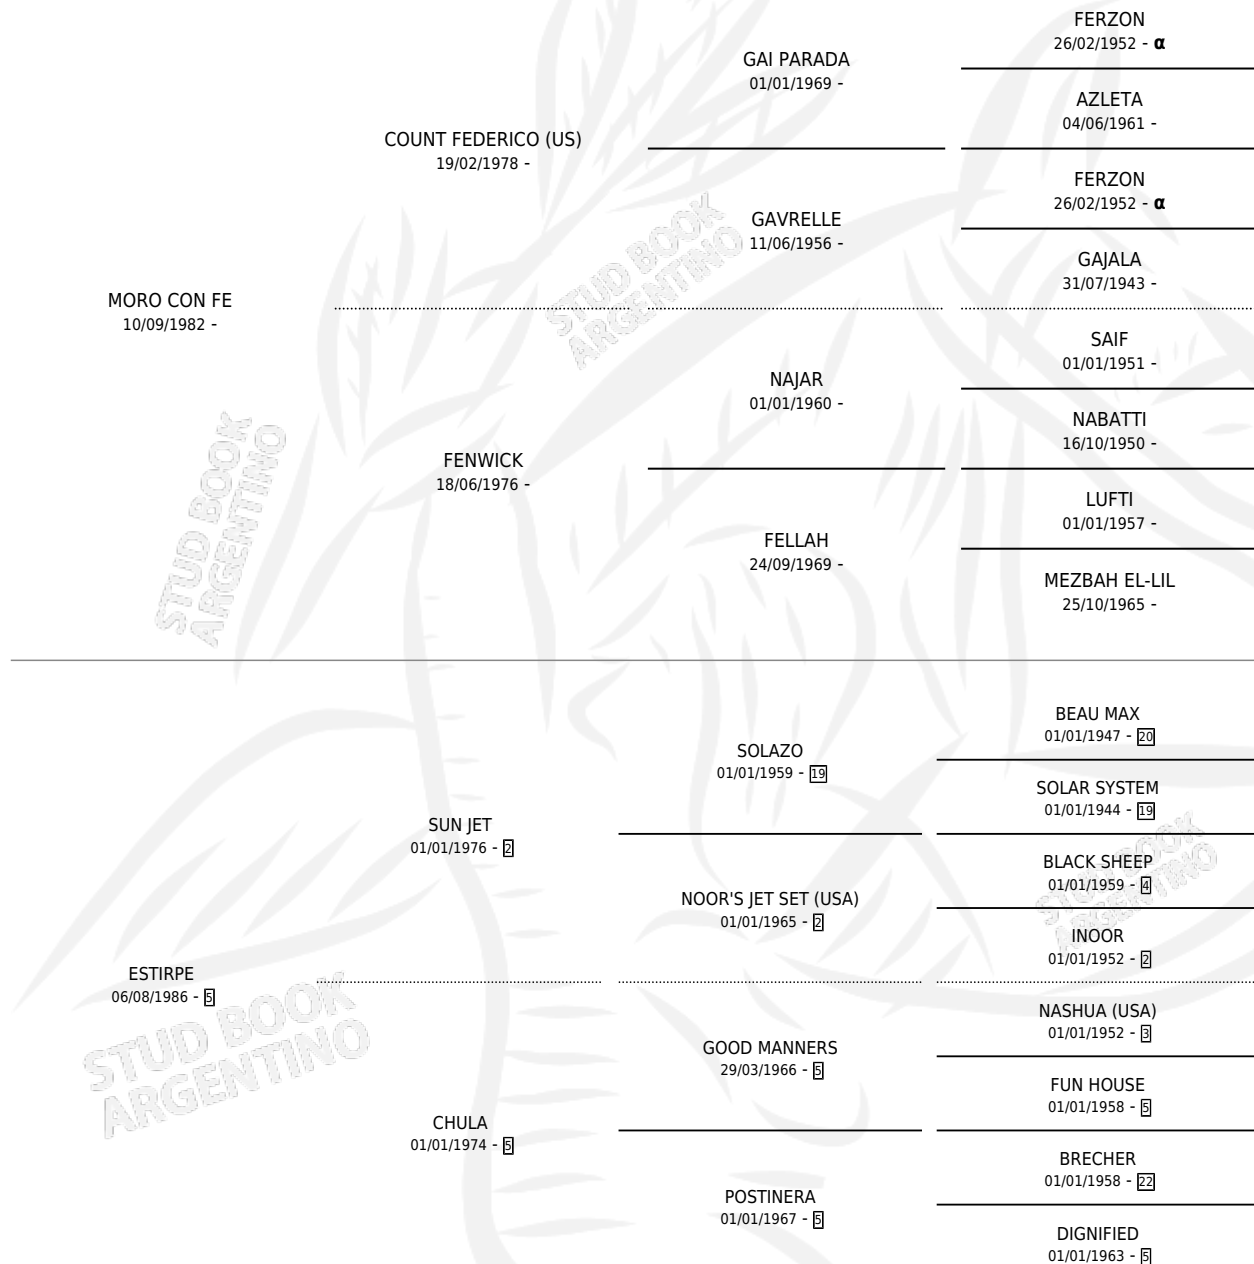 FERZON
26/02/1952 - α
GAI PARADA
01/01/1969 -
AZLETA
04/06/1961 -
COUNT FEDERICO (US)
19/02/1978 -
FERZON
26/02/1952 - α
GAVRELLE
11/06/1956 -
GAJALA
31/07/1943 -
MORO CON FE
10/09/1982 -
SAIF
01/01/1951 -
NAJAR
01/01/1960 -
NABATTI
16/10/1950 -
FENWICK
18/06/1976 -
LUFTI
01/01/1957 -
FELLAH
24/09/1969 -
MEZBAH EL-LIL
25/10/1965 -
BEAU MAX
01/01/1947 - 20
SOLAZO
01/01/1959 - 19
SOLAR SYSTEM
01/01/1944 - 19
SUN JET
01/01/1976 - 2
BLACK SHEEP
01/01/1959 - 4
NOOR'S JET SET (USA)
01/01/1965 - 2
INOOR
01/01/1952 - 2
ESTIRPE
06/08/1986 - 5
NASHUA (USA)
01/01/1952 - 3
GOOD MANNERS
29/03/1966 - 5
FUN HOUSE
01/01/1958 - 5
CHULA
01/01/1974 - 5
BRECHER
01/01/1958 - 22
POSTINERA
01/01/1967 - 5
DIGNIFIED
01/01/1963 - 5
STUD BOOK
ARGENTINO
STUD BOOK
ARGENTINO
STUD BOOK
ARGENTINO
STUD BOOK
ARGENTINO